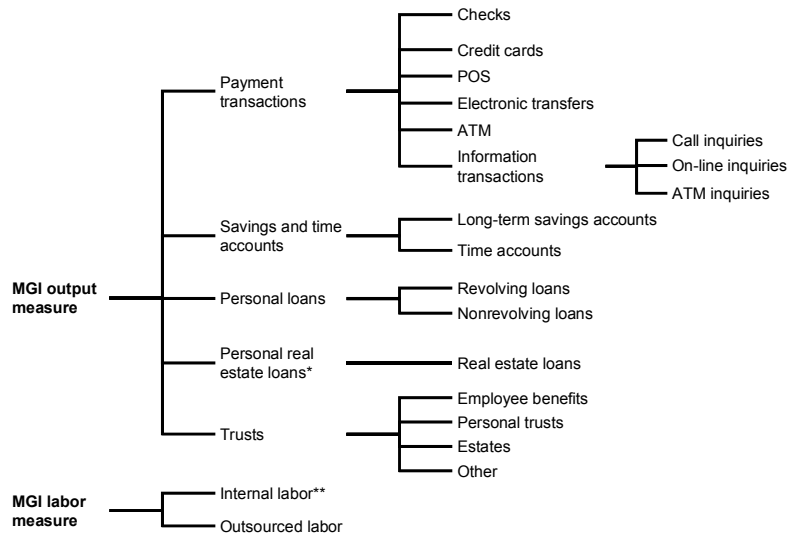 Checks
Credit cards
Payment
transactions
POS
Electronic transfers
ATM
Information
transactions
Call inquiries
On-line inquiries
ATM inquiries
Savings and time
accounts
Long-term savings accounts
Time accounts
MGI output
measure
Personal loans
Revolving loans
Nonrevolving loans
Personal real
estate loans*
Real estate loans
Trusts
Employee benefits
Personal trusts
Estates
Other
MGI labor
measure
Internal labor**
Outsourced labor